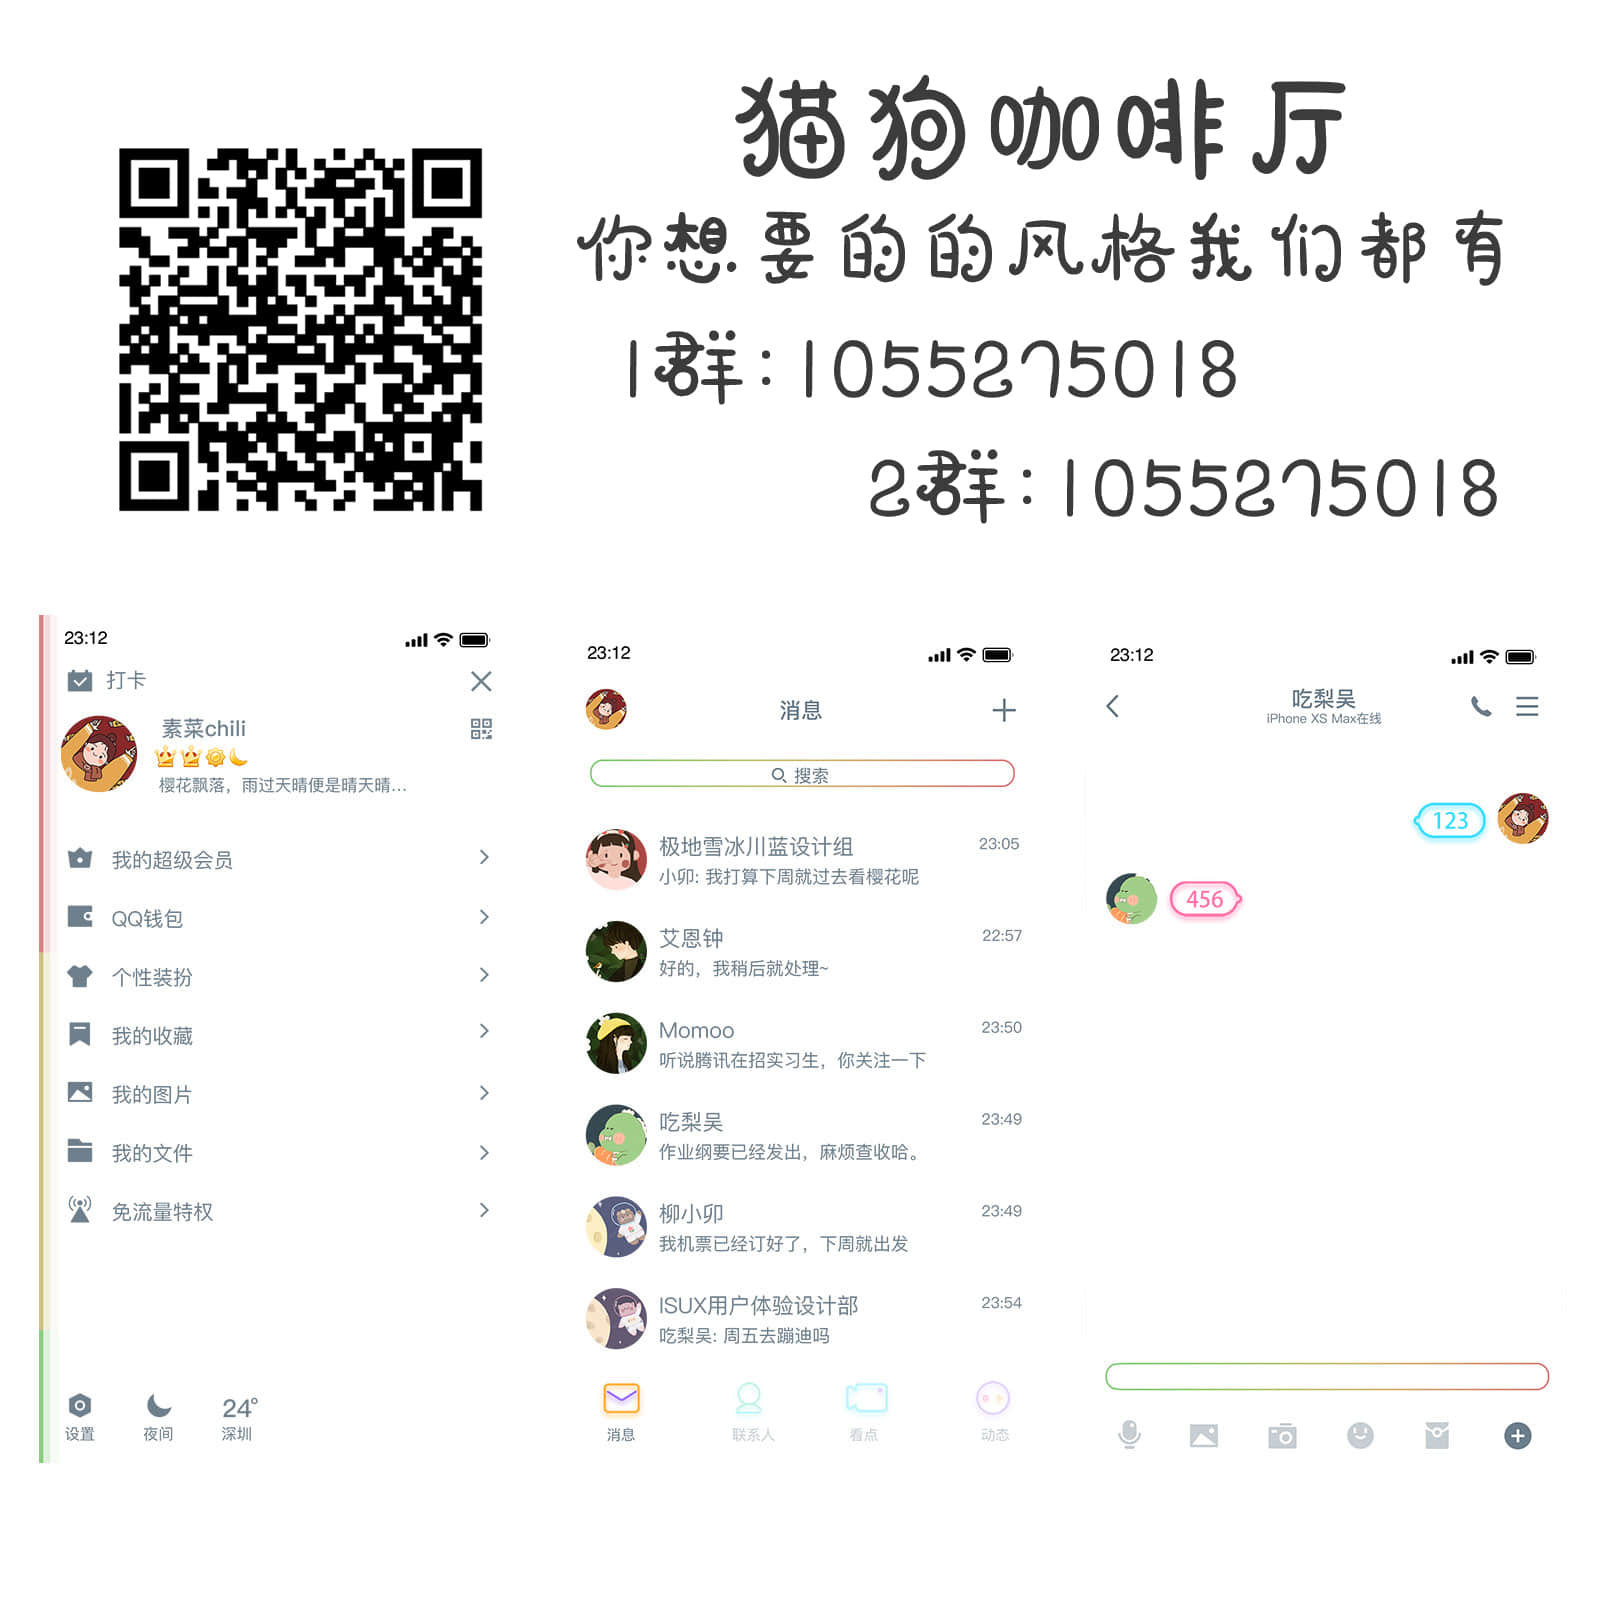 猫狗咖啡厅
你想要的的风格我们都有
1群:1055275018
2群:1055275018
23:12
打卡
素菜chili
樱花飘落，雨过天晴便是晴天晴...
我的超级会员
QQ钱包
个性装扮
我的收藏
我的图片
我的文件
免流量特权
24°
设置 夜间 深圳
23:12
消息
搜索
极地雪冰川蓝设计组 23:05
小卯: 我打算下周就过去看樱花呢
艾恩钟 22:57
好的，我稍后就处理~
Momoo 23:50
听说腾讯在招实习生，你关注一下
吃梨吴 23:49
作业纲要已经发出，麻烦查收哈。
柳小卯 23:49
我机票已经订好了，下周就出发
ISUX用户体验设计部 23:54
吃梨吴: 周五去蹦迪吗
消息 联系人 看点 动态
23:12
吃梨吴
iPhone XS Max在线
123
456